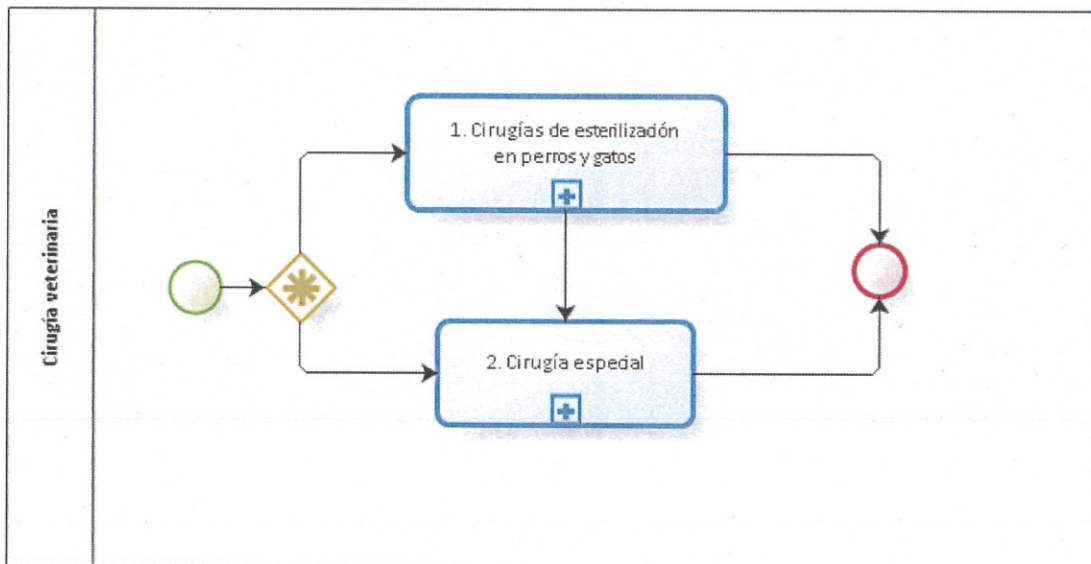 Cirugía veterinaria
1. Cirugías de esterilización
en perros y gatos
2. Cirugía especial